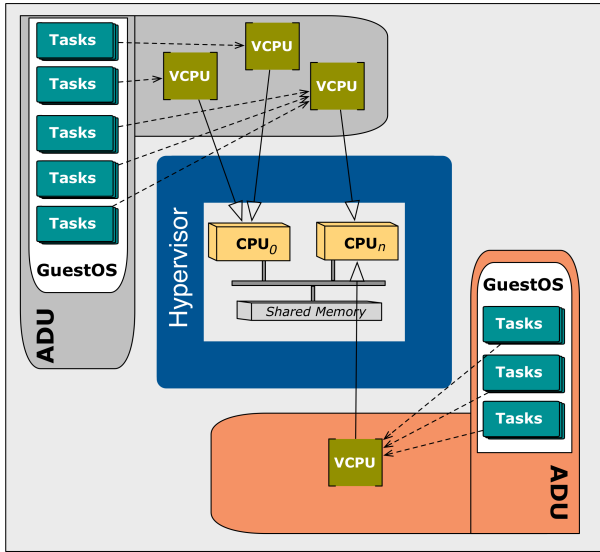 Tasks
Tasks
Tasks
Tasks
Tasks
GuestOS
ADU
VCPU
VCPU
VCPU
Hypervisor
CPU0
CPUn
Shared Memory
GuestOS
Tasks
Tasks
Tasks
ADU
VCPU